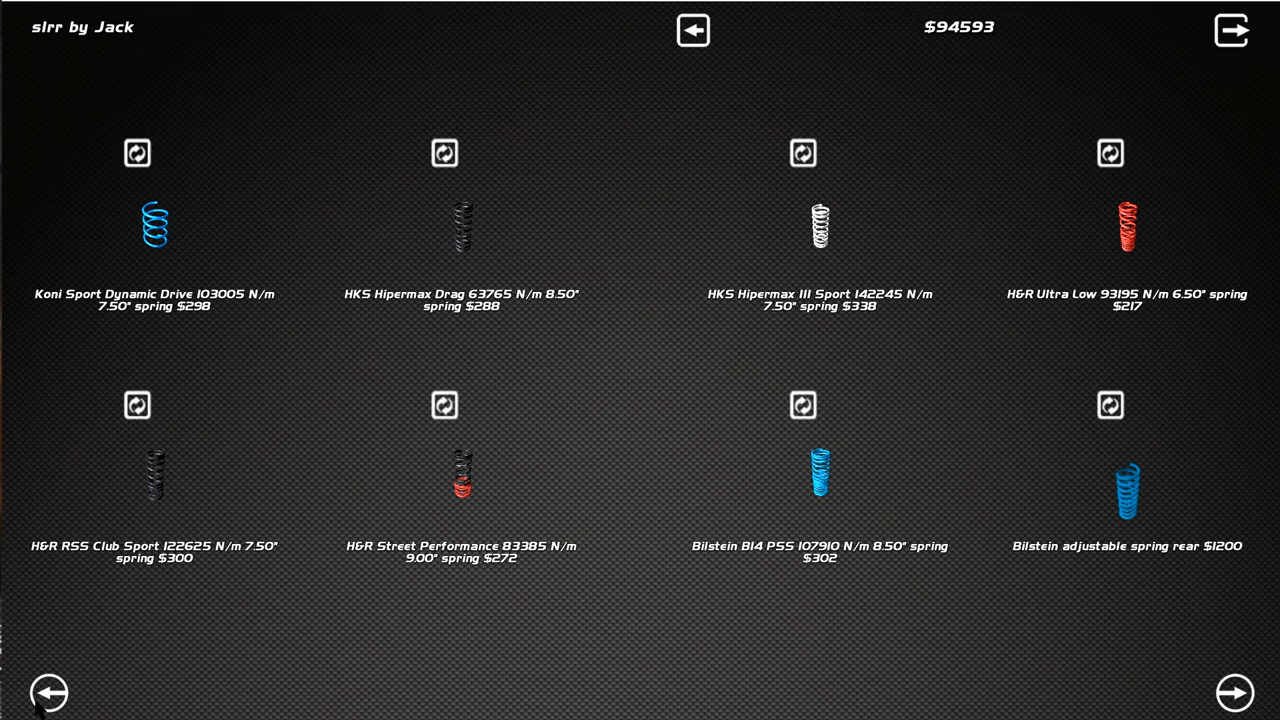 slrr by Jack
$94593
Koni Sport Dynamic Drive 103005 N/m
7.50" spring $298
HKS Hipermax Drag 63765 N/m 8.50"
spring $288
HKS Hipermax III Sport 142245 N/m
7.50" spring $338
H&R Ultra Low 93195 N/m 6.50" spring
$217
H&R RSS Club Sport 122625 N/m 7.50"
spring $300
H&R Street Performance 83385 N/m
9.00" spring $272
Bilstein B14 PSS 107910 N/m 8.50" spring
$302
Bilstein adjustable spring rear $1200